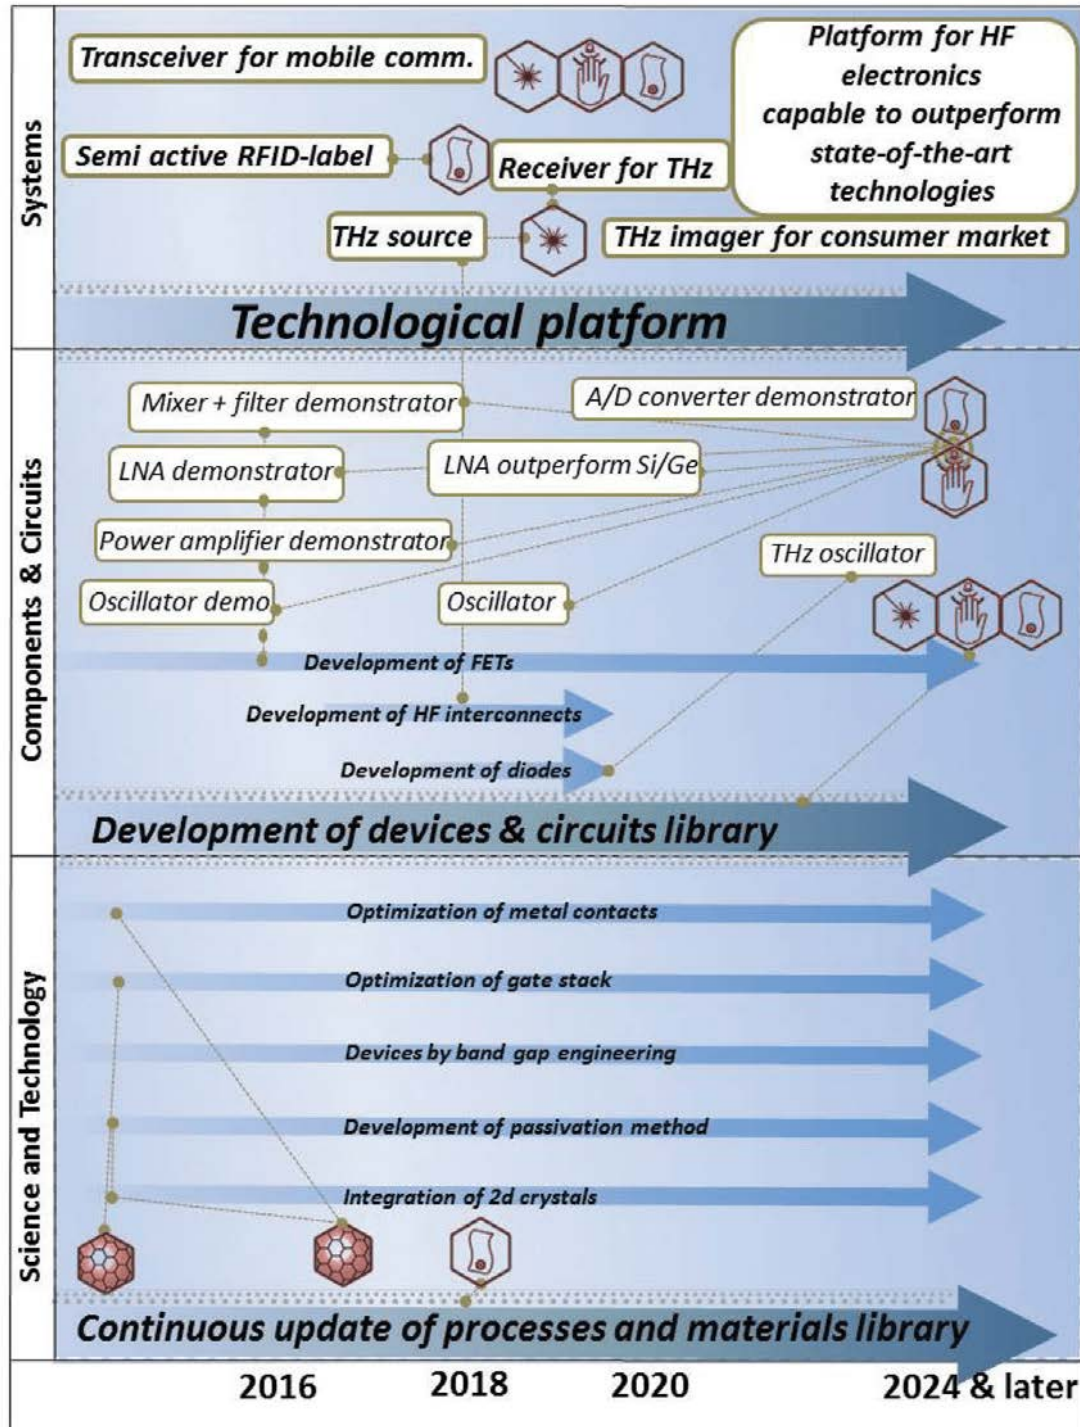 Systems
Transceiver for mobile comm.
Platform for HF
electronics
capable to outperform
state-of-the-art
technologies
Semi active RFID-label
Receiver for THz
THz source
THz imager for consumer market
Technological platform
Components & Circuits
Mixer + filter demonstrator
A/D converter demonstrator
LNA demonstrator
LNA outperform Si/Ge
Power amplifier demonstrator
THz oscillator
Oscillator demo
Oscillator
Development of FETs
Development of HF interconnects
Development of diodes
Development of devices & circuits library
Science and Technology
Optimization of metal contacts
Optimization of gate stack
Devices by band gap engineering
Development of passivation method
Integration of 2d crystals
Continuous update of processes and materials library
2016 2018 2020 2024 & later